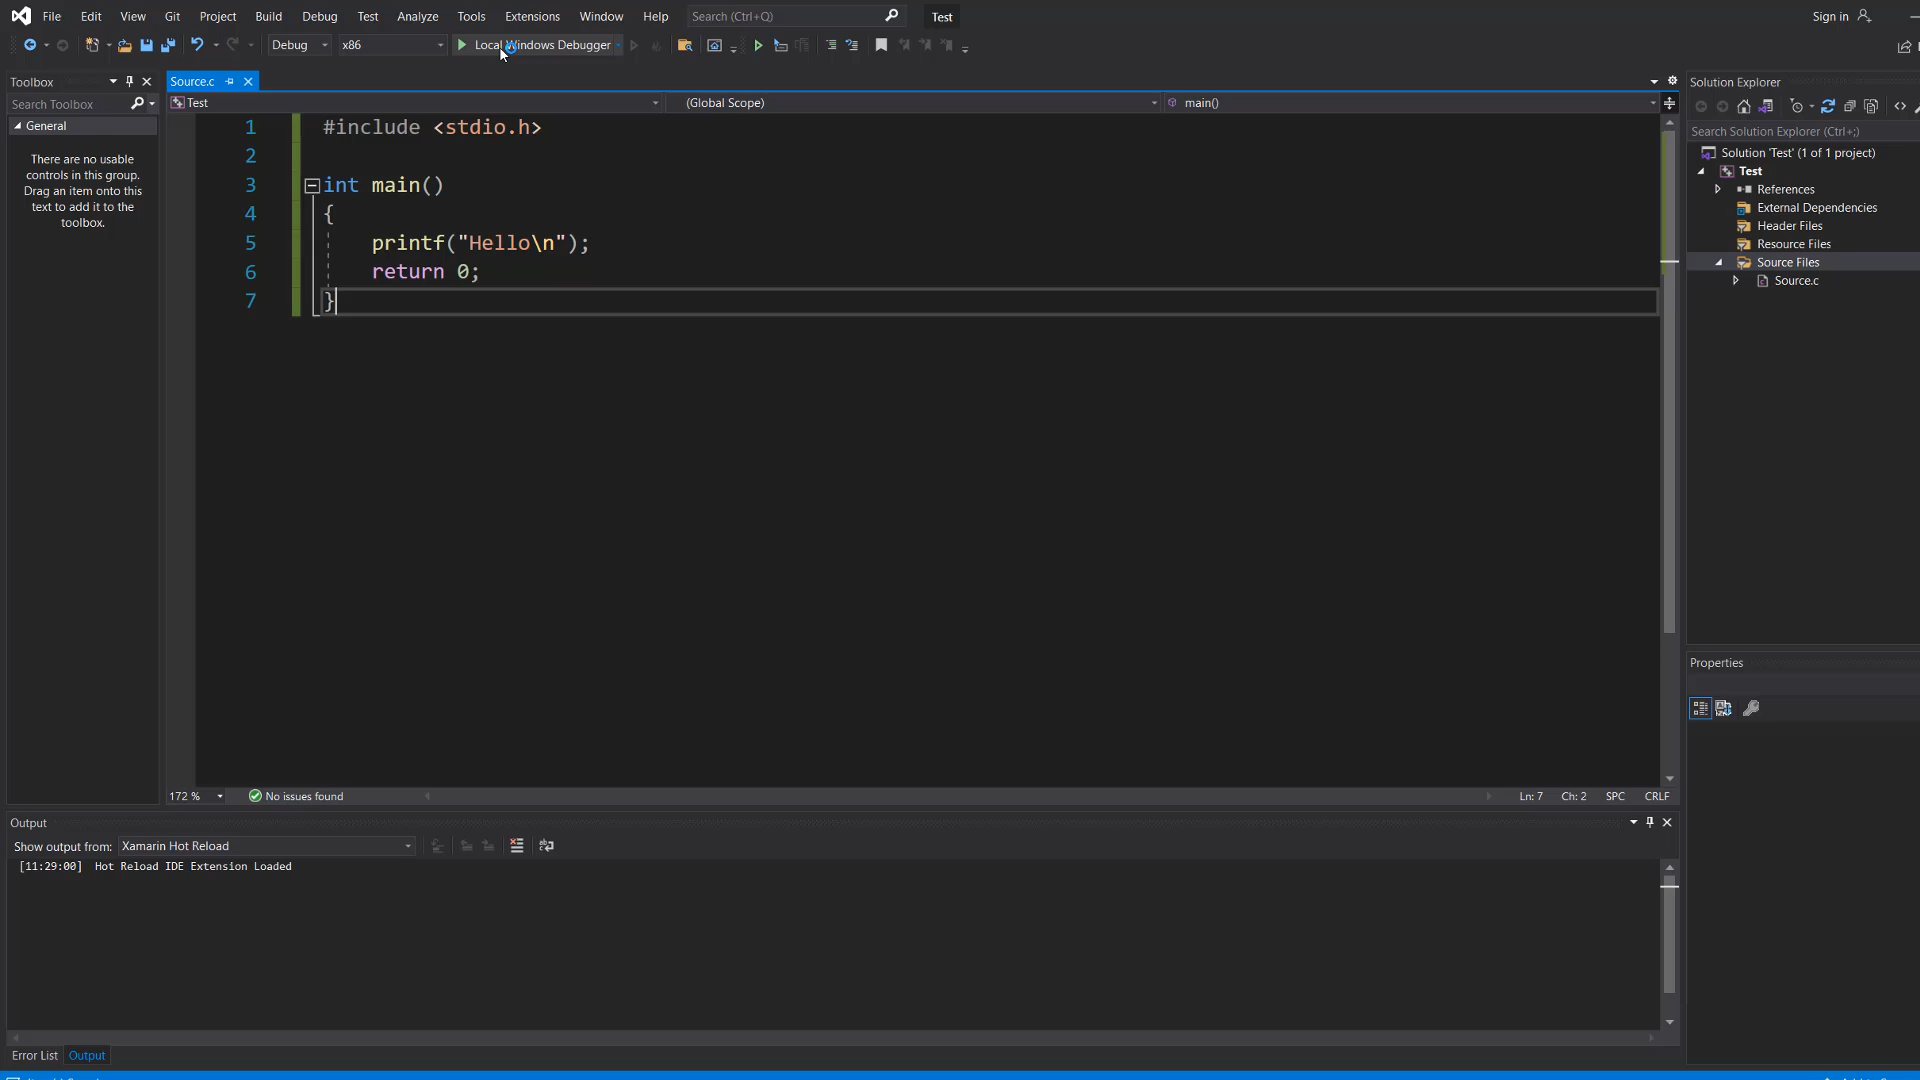 File Edit View Git Project Build Debug Test Analyze Tools Extensions Window Help Search (Ctrl+Q) Test Sign in
Debug x86 Local Windows Debugger
Toolbox
Search Toolbox
General
There are no usable
controls in this group.
Drag an item onto this
text to add it to the
toolbox.
Source.c
Test (Global Scope) main()
1 #include <stdio.h>
2
3 int main()
4 {
5 printf("Hello\n");
6 return 0;
7 }
172 % No issues found Ln: 7 Ch: 2 SPC CRLF
Solution Explorer
Search Solution Explorer (Ctrl+;)
Solution 'Test' (1 of 1 project)
Test
References
External Dependencies
Header Files
Resource Files
Source Files
Source.c
Properties
Output
Show output from: Xamarin Hot Reload
[11:29:00] Hot Reload IDE Extension Loaded
Error List Output